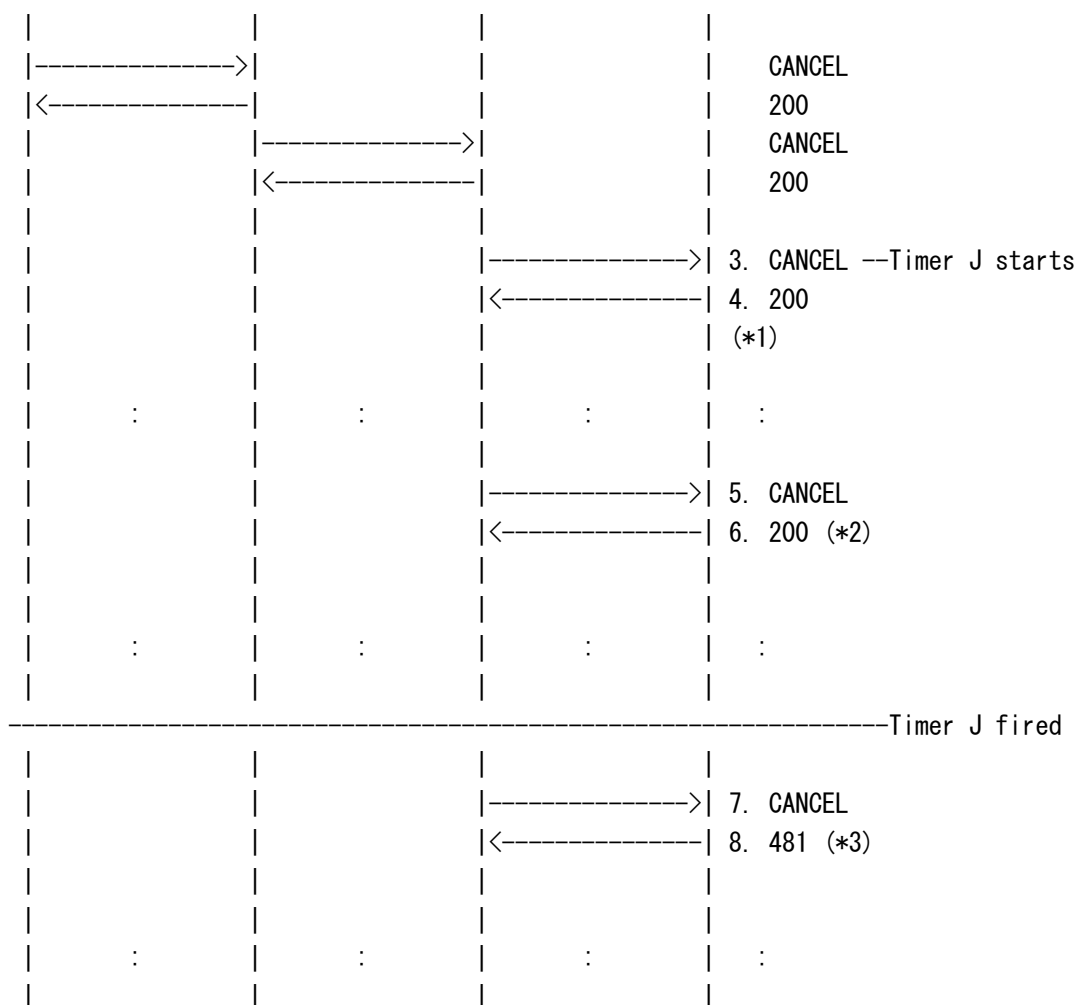 CANCEL
200
CANCEL
200
3. CANCEL --Timer J starts
4. 200
(*1)
: : : :
5. CANCEL
6. 200 (*2)
: : : :
Timer J fired
7. CANCEL
8. 481 (*3)
: : : :